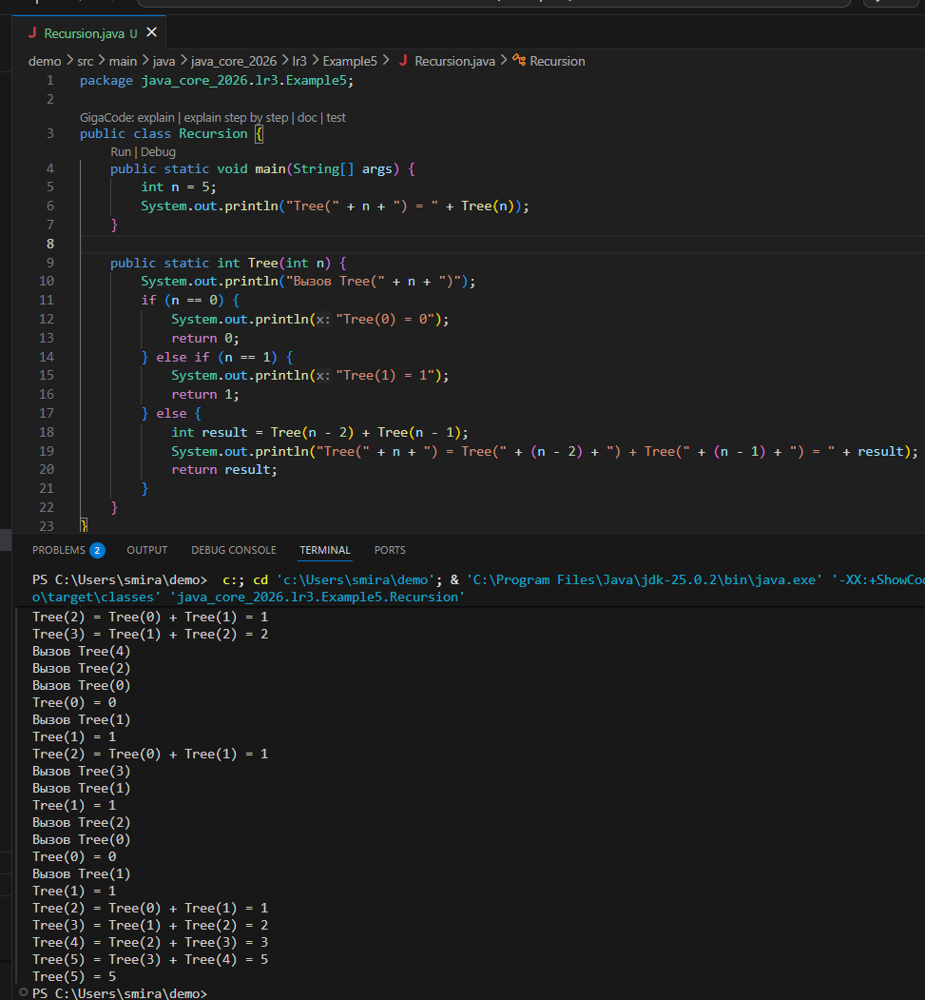 Recursion.java U
demo > src > main > java > java_core_2026 > lr3 > Example5 > Recursion.java > Recursion
1 package java_core_2026.lr3.Example5;
2
GigaCode: explain | explain step by step | doc | test
3 public class Recursion {
Run | Debug
4 public static void main(String[] args) {
5 int n = 5;
6 System.out.println("Tree(" + n + ") = " + Tree(n));
7 }
8
9 public static int Tree(int n) {
10 System.out.println("Вызов Tree(" + n + ")");
11 if (n == 0) {
12 System.out.println(x: "Tree(0) = 0");
13 return 0;
14 } else if (n == 1) {
15 System.out.println(x: "Tree(1) = 1");
16 return 1;
17 } else {
18 int result = Tree(n - 2) + Tree(n - 1);
19 System.out.println("Tree(" + n + ") = Tree(" + (n - 2) + ") + Tree(" + (n - 1) + ") = " + result);
20 return result;
21 }
22 }
23 }
PROBLEMS 2 OUTPUT DEBUG CONSOLE TERMINAL PORTS
PS C:\Users\smira\demo> c:; cd 'c:\Users\smira\demo'; & 'C:\Program Files\Java\jdk-25.0.2\bin\java.exe' '-XX:+ShowCo
o\target\classes' 'java_core_2026.lr3.Example5.Recursion'
Tree(2) = Tree(0) + Tree(1) = 1
Tree(3) = Tree(1) + Tree(2) = 2
Вызов Tree(4)
Вызов Tree(2)
Вызов Tree(0)
Tree(0) = 0
Вызов Tree(1)
Tree(1) = 1
Tree(2) = Tree(0) + Tree(1) = 1
Вызов Tree(3)
Вызов Tree(1)
Tree(1) = 1
Вызов Tree(2)
Вызов Tree(0)
Tree(0) = 0
Вызов Tree(1)
Tree(1) = 1
Tree(2) = Tree(0) + Tree(1) = 1
Tree(3) = Tree(1) + Tree(2) = 2
Tree(4) = Tree(2) + Tree(3) = 3
Tree(5) = Tree(3) + Tree(4) = 5
Tree(5) = 5
PS C:\Users\smira\demo>